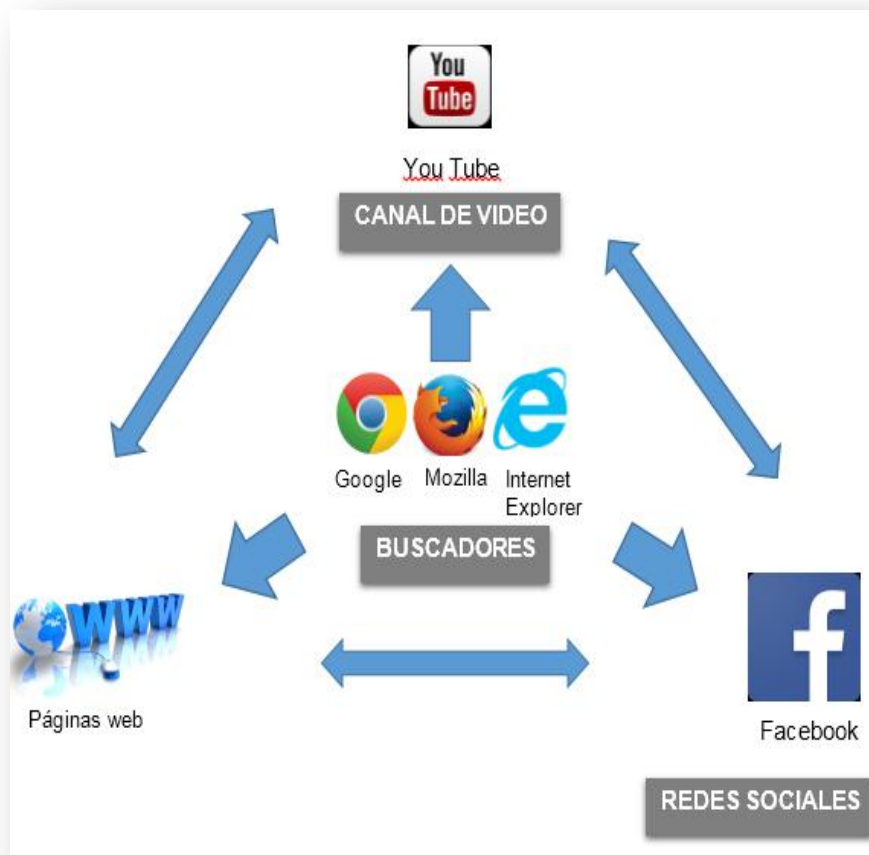 You
Tube
You Tube
CANAL DE VIDEO
Google Mozilla Internet
Explorer
BUSCADORES
WWW
Páginas web
f
Facebook
REDES SOCIALES